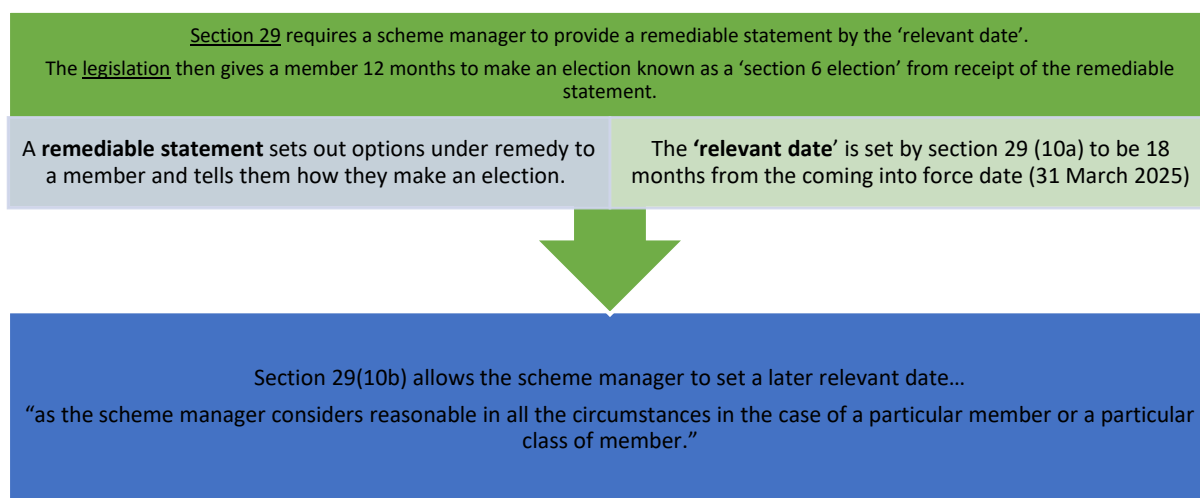 Section 29 requires a scheme manager to provide a remediable statement by the ‘relevant date’.
The legislation then gives a member 12 months to make an election known as a ‘section 6 election’ from receipt of the remediable
statement.
A remediable statement sets out options under remedy to
a member and tells them how they make an election.
The ‘relevant date’ is set by section 29 (10a) to be 18
months from the coming into force date (31 March 2025)
Section 29(10b) allows the scheme manager to set a later relevant date…
“as the scheme manager considers reasonable in all the circumstances in the case of a particular member or a particular
class of member.”